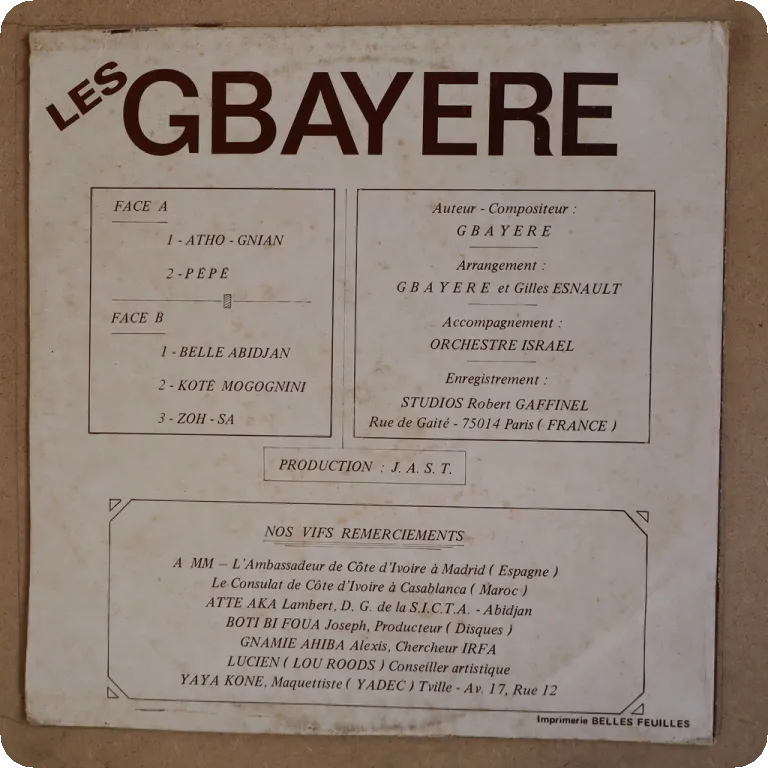 LES GBAYERE
FACE A
1 - ATHO - GNIAN
2 - PÉPÉ
FACE B
1 - BELLE ABIDJAN
2 - KOTÉ MOGOGNINI
3 - ZOH - SA
Auteur - Compositeur :
GBAYERE
Arrangement :
GBAYERE et Gilles ESNAULT
Accompagnement :
ORCHESTRE ISRAEL
Enregistrement :
STUDIOS Robert GAFFINEL
Rue de Gaité - 75014 Paris ( FRANCE )
PRODUCTION : J. A. S. T.
NOS VIFS REMERCIEMENTS
A MM – L'Ambassadeur de Côte d'Ivoire à Madrid ( Espagne )
Le Consulat de Côte d'Ivoire à Casablanca ( Maroc )
ATTE AKA Lambert, D. G. de la S.I.C.T.A. - Abidjan
BOTI BI FOUA Joseph, Producteur ( Disques )
GNAMIE AHIBA Alexis, Chercheur IRFA
LUCIEN ( LOU ROODS ) Conseiller artistique
YAYA KONE, Maquettiste ( YADEC ) Tville - Av. 17, Rue 12
Imprimerie BELLES FEUILLES